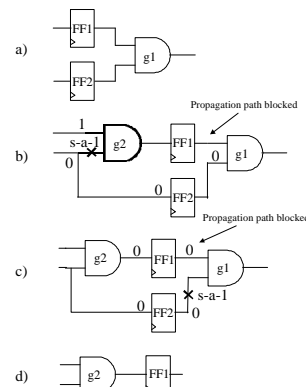 a)
FF1
g1
FF2
b)
Propagation path blocked
1
s-a-1
g2
FF1
0
0
g1
0
FF2
c)
Propagation path blocked
g2
0
FF1
0
g1
0
FF2
s-a-1
0
d)
g2
FF1